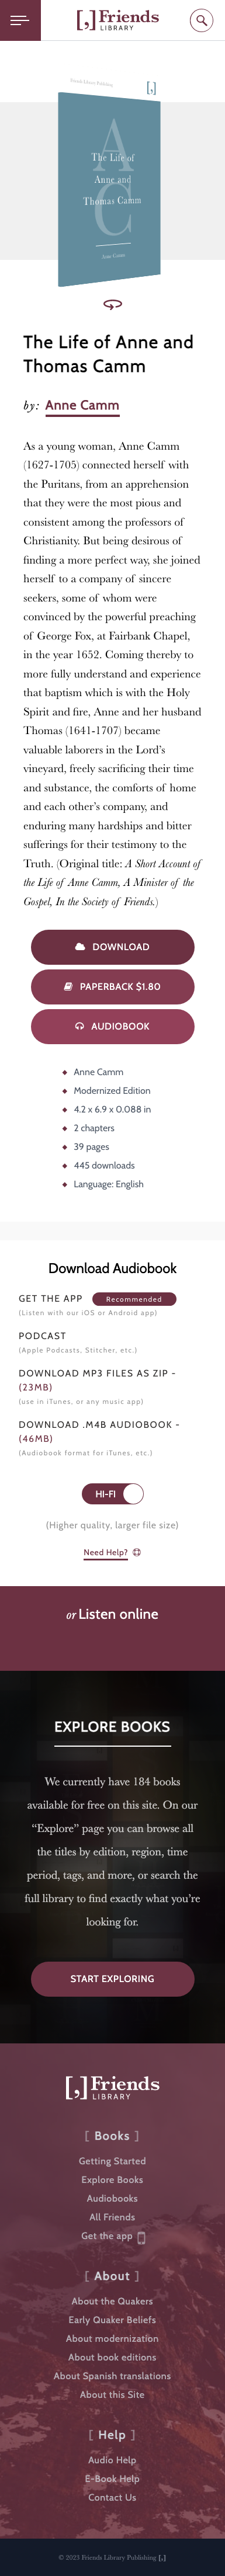 [,] Friends
LIBRARY
Friends Library Publishing
[,]
AC
The Life of
Anne and
Thomas Camm
Anne Camm
The Life of Anne and
Thomas Camm
by: Anne Camm
As a young woman, Anne Camm
(1627-1705) connected herself with
the Puritans, from an apprehension
that they were the most pious and
consistent among the professors of
Christianity. But being desirous of
finding a more perfect way, she joined
herself to a company of sincere
seekers, some of whom were
convinced by the powerful preaching
of George Fox, at Fairbank Chapel,
in the year 1652. Coming thereby to
more fully understand and experience
that baptism which is with the Holy
Spirit and fire, Anne and her husband
Thomas (1641-1707) became
valuable laborers in the Lord's
vineyard, freely sacrificing their time
and substance, the comforts of home
and each other's company, and
enduring many hardships and bitter
sufferings for their testimony to the
Truth. (Original title: A Short Account of
the Life of Anne Camm, A Minister of the
Gospel, In the Society of Friends.)
DOWNLOAD
PAPERBACK $1.80
AUDIOBOOK
Anne Camm
Modernized Edition
4.2 x 6.9 x 0.088 in
2 chapters
39 pages
445 downloads
Language: English
Download Audiobook
GET THE APP Recommended
(Listen with our iOS or Android app)
PODCAST
(Apple Podcasts, Stitcher, etc.)
DOWNLOAD MP3 FILES AS ZIP -
(23MB)
(use in iTunes, or any music app)
DOWNLOAD .M4B AUDIOBOOK -
(46MB)
(Audiobook format for iTunes, etc.)
HI-FI
(Higher quality, larger file size)
Need Help?
or Listen online
EXPLORE BOOKS
We currently have 184 books
available for free on this site. On our
“Explore” page you can browse all
the titles by edition, region, time
period, tags, and more, or search the
full library to find exactly what you're
looking for.
START EXPLORING
[,] Friends
LIBRARY
[ Books ]
Getting Started
Explore Books
Audiobooks
All Friends
Get the app
[ About ]
About the Quakers
Early Quaker Beliefs
About modernization
About book editions
About Spanish translations
About this Site
[ Help ]
Audio Help
E-Book Help
Contact Us
© 2023 Friends Library Publishing [,]